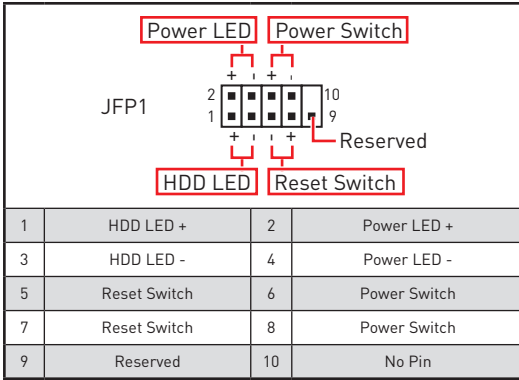 Power LED Power Switch
+ - + -
JFP1
2 10
1 9
+ - - +
Reserved
HDD LED Reset Switch
1 HDD LED + 2 Power LED +
3 HDD LED - 4 Power LED -
5 Reset Switch 6 Power Switch
7 Reset Switch 8 Power Switch
9 Reserved 10 No Pin